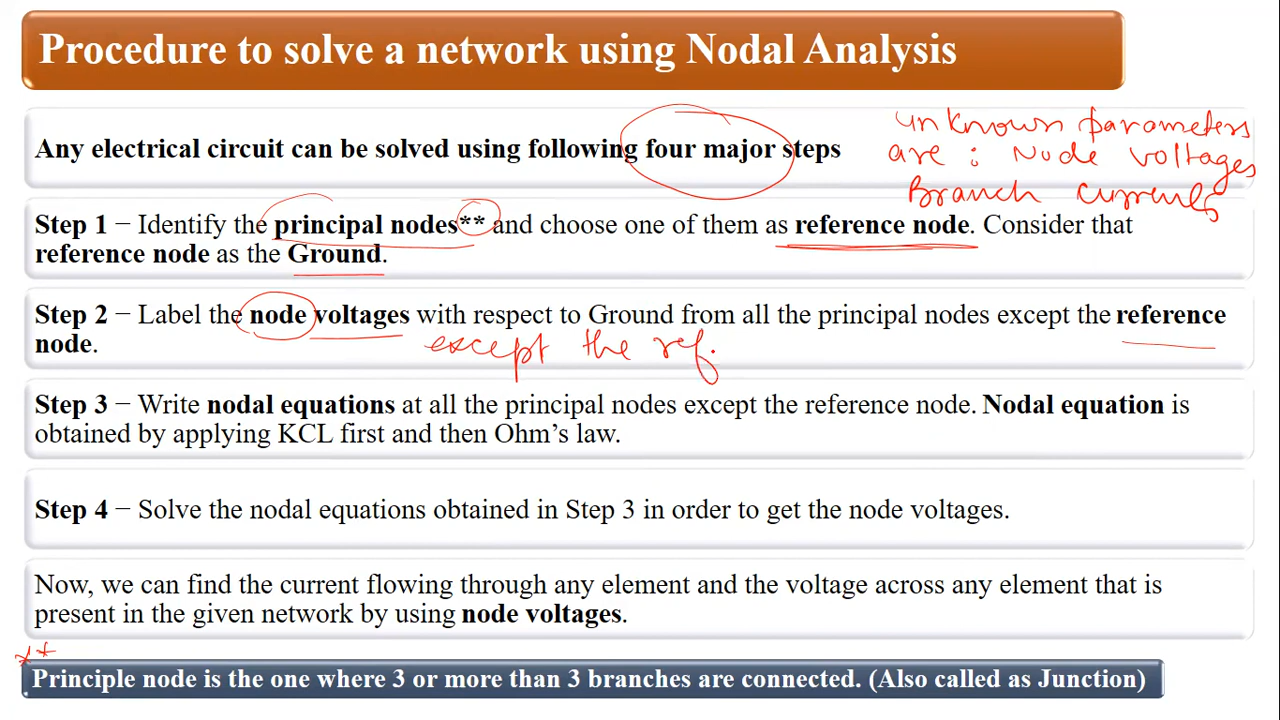 Procedure to solve a network using Nodal Analysis
Any electrical circuit can be solved using following four major steps
unknown parameters
are : Node voltages
Branch currents
Step 1 − Identify the principal nodes** and choose one of them as reference node. Consider that
reference node as the Ground.
Step 2 − Label the node voltages with respect to Ground from all the principal nodes except the reference
node.
except the ref.
Step 3 − Write nodal equations at all the principal nodes except the reference node. Nodal equation is
obtained by applying KCL first and then Ohm’s law.
Step 4 − Solve the nodal equations obtained in Step 3 in order to get the node voltages.
Now, we can find the current flowing through any element and the voltage across any element that is
present in the given network by using node voltages.
**
Principle node is the one where 3 or more than 3 branches are connected. (Also called as Junction)